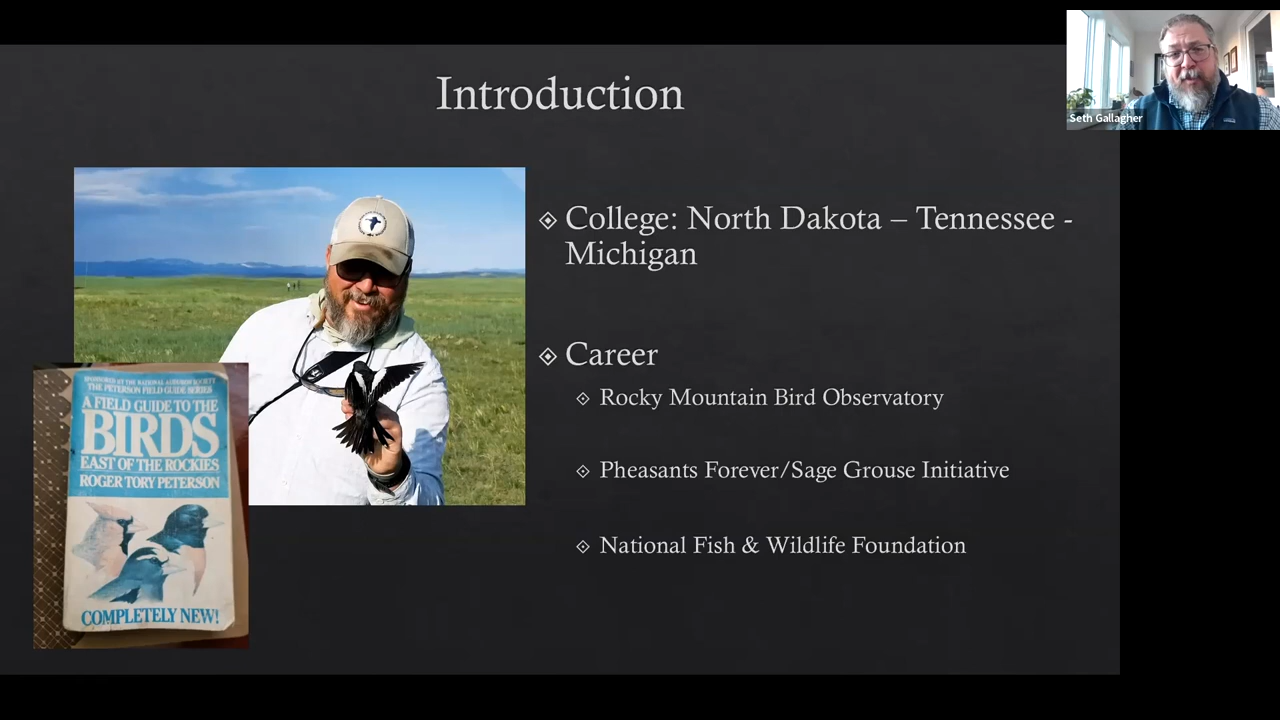 Introduction
Seth Gallagher
College: North Dakota – Tennessee -
Michigan
Career
Rocky Mountain Bird Observatory
Pheasants Forever/Sage Grouse Initiative
National Fish & Wildlife Foundation
SPONSORED BY THE NATIONAL AUDUBON SOCIETY
THE PETERSON FIELD GUIDE SERIES
A FIELD GUIDE TO THE
BIRDS
EAST OF THE ROCKIES
ROGER TORY PETERSON
COMPLETELY NEW!